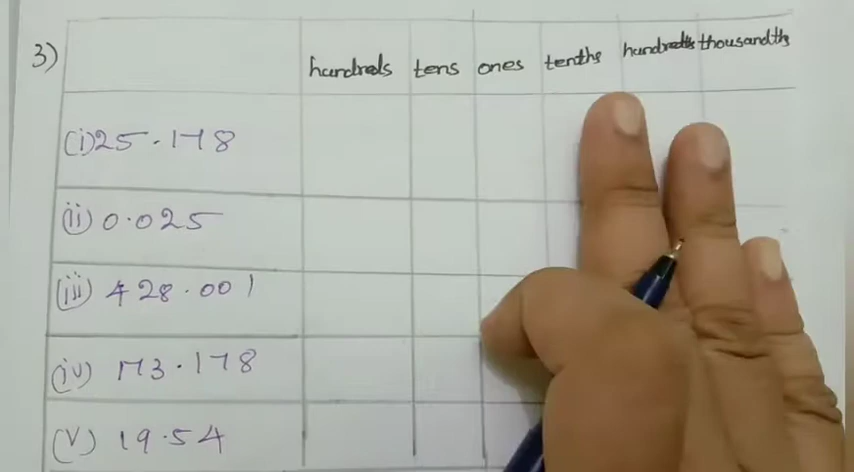 3)
hundreds tens ones tenths hundredths thousandths
(i) 25.178
(ii) 0.025
(iii) 428.001
(iv) 173.178
(v) 19.54